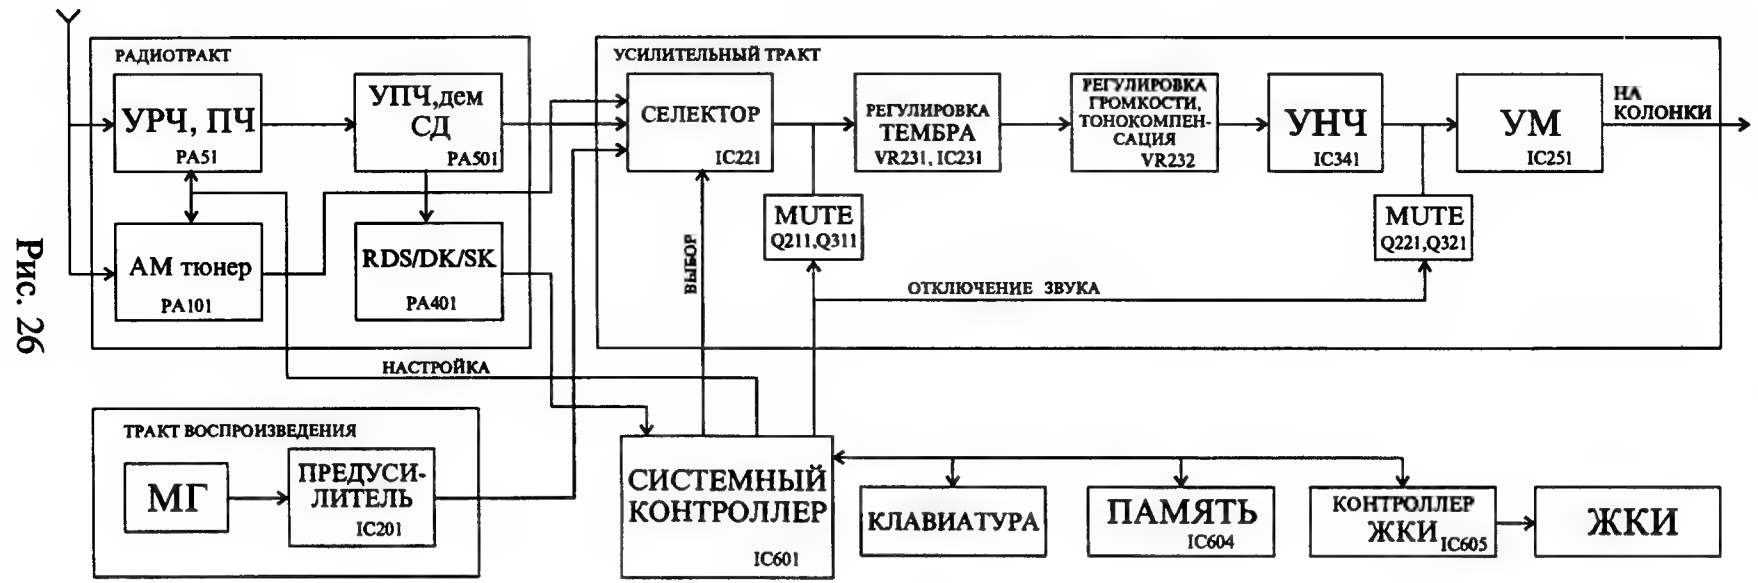 РАДИОТРАКТ
УРЧ, ПЧ
PA51
УПЧ,дем
СД
PA501
АМ тюнер
PA101
RDS/DK/SK
PA401
УСИЛИТЕЛЬНЫЙ ТРАКТ
СЕЛЕКТОР
IC221
РЕГУЛИРОВКА
ТЕМБРА
VR231, IC231
РЕГУЛИРОВКА
ГРОМКОСТИ,
ТОНОКОМПЕН-
САЦИЯ
VR232
УНЧ
IC341
УМ
IC251
НА
КОЛОНКИ
MUTE
Q211,Q311
MUTE
Q221,Q321
ВЫБОР
ОТКЛЮЧЕНИЕ ЗВУКА
Рис. 26
НАСТРОЙКА
ТРАКТ ВОСПРОИЗВЕДЕНИЯ
МГ
ПРЕДУСИ-
ЛИТЕЛЬ
IC201
СИСТЕМНЫЙ
КОНТРОЛЛЕР
IC601
КЛАВИАТУРА
ПАМЯТЬ
IC604
КОНТРОЛЛЕР
ЖКИ
IC605
ЖКИ